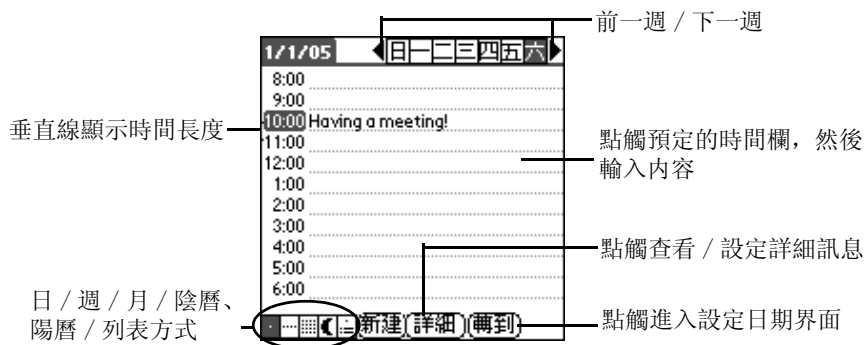 前一週 / 下一週
1/1/05 日一二三四五六
8:00
9:00
垂直線顯示時間長度
10:00 Having a meeting!
11:00
點觸預定的時間欄，然後
輸入內容
12:00
1:00
2:00
3:00
4:00
點觸查看 / 設定詳細訊息
5:00
6:00
日 / 週 / 月 / 陰曆、
陽曆 / 列表方式
新建 詳細 轉到
點觸進入設定日期界面